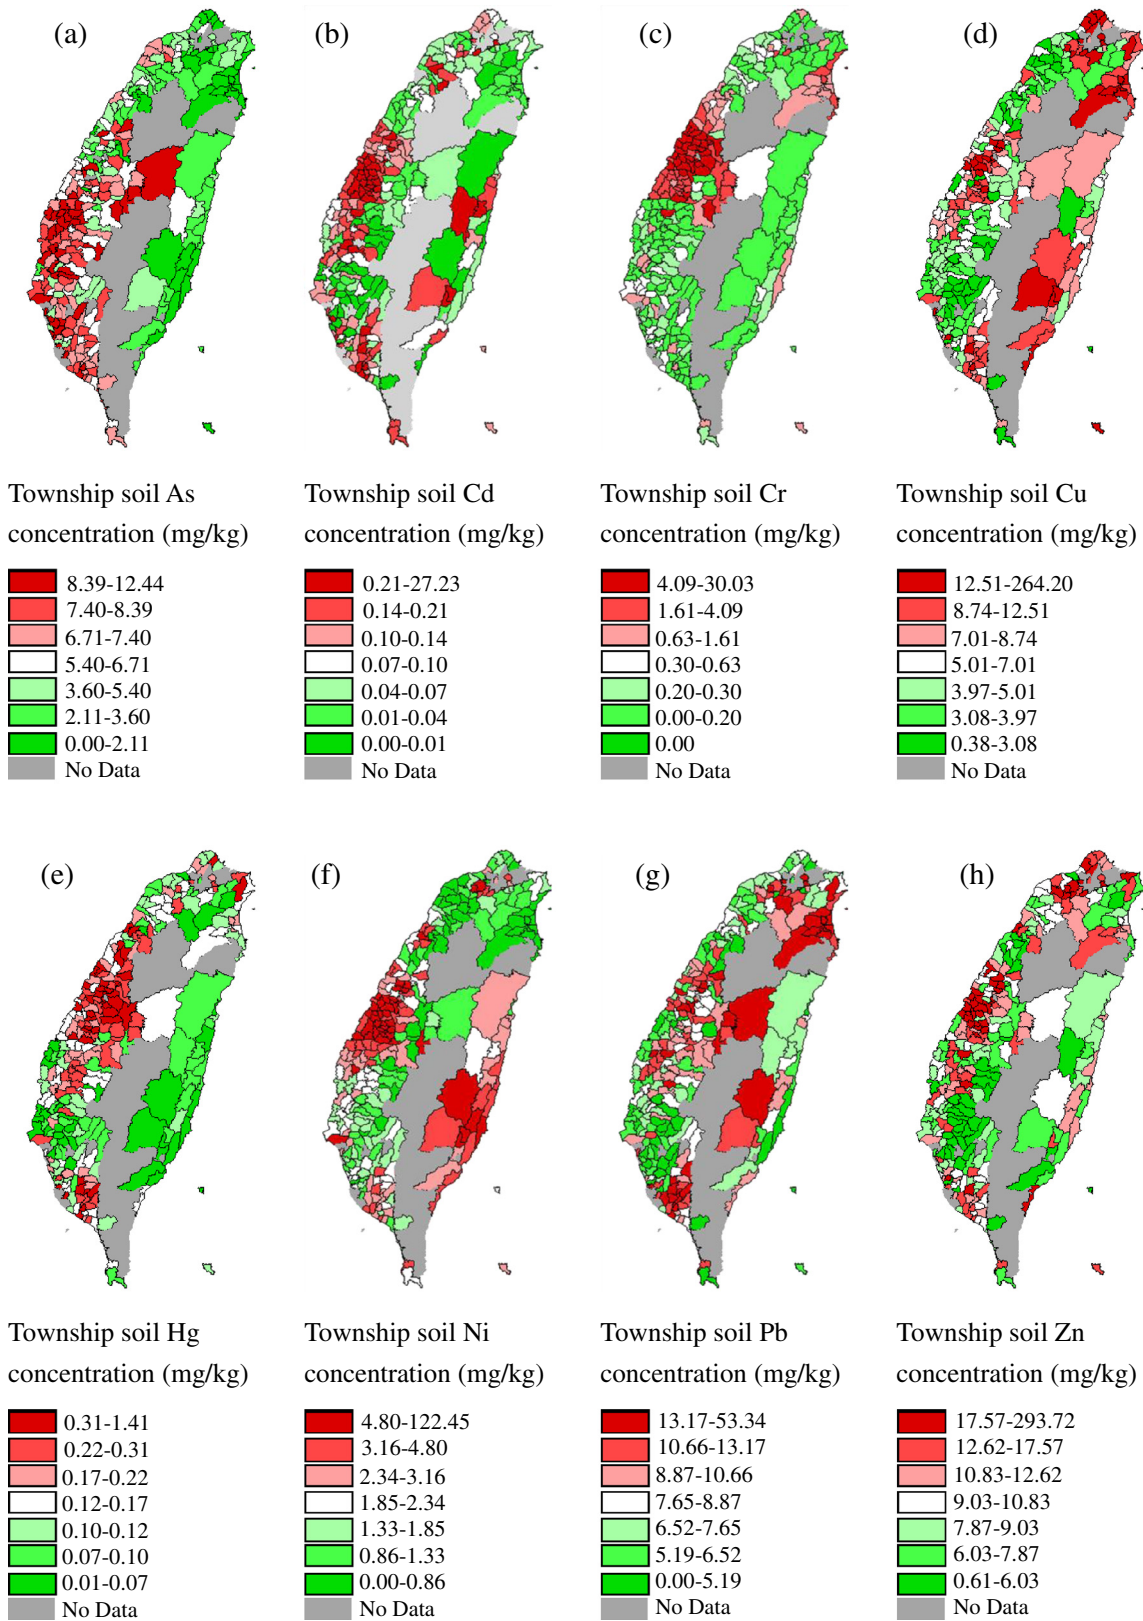 (a)
(b)
(c)
(d)
Township soil As
concentration (mg/kg)
8.39-12.44
7.40-8.39
6.71-7.40
5.40-6.71
3.60-5.40
2.11-3.60
0.00-2.11
No Data
Township soil Cd
concentration (mg/kg)
0.21-27.23
0.14-0.21
0.10-0.14
0.07-0.10
0.04-0.07
0.01-0.04
0.00-0.01
No Data
Township soil Cr
concentration (mg/kg)
4.09-30.03
1.61-4.09
0.63-1.61
0.30-0.63
0.20-0.30
0.00-0.20
0.00
No Data
Township soil Cu
concentration (mg/kg)
12.51-264.20
8.74-12.51
7.01-8.74
5.01-7.01
3.97-5.01
3.08-3.97
0.38-3.08
No Data
(e)
(f)
(g)
(h)
Township soil Hg
concentration (mg/kg)
0.31-1.41
0.22-0.31
0.17-0.22
0.12-0.17
0.10-0.12
0.07-0.10
0.01-0.07
No Data
Township soil Ni
concentration (mg/kg)
4.80-122.45
3.16-4.80
2.34-3.16
1.85-2.34
1.33-1.85
0.86-1.33
0.00-0.86
No Data
Township soil Pb
concentration (mg/kg)
13.17-53.34
10.66-13.17
8.87-10.66
7.65-8.87
6.52-7.65
5.19-6.52
0.00-5.19
No Data
Township soil Zn
concentration (mg/kg)
17.57-293.72
12.62-17.57
10.83-12.62
9.03-10.83
7.87-9.03
6.03-7.87
0.61-6.03
No Data